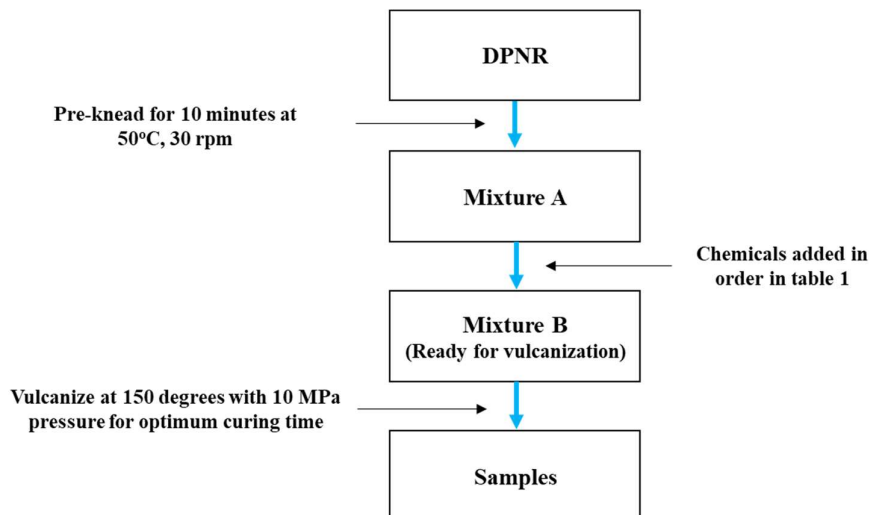 DPNR
Pre-knead for 10 minutes at
50ºC, 30 rpm
Mixture A
Chemicals added in
order in table 1
Mixture B
(Ready for vulcanization)
Vulcanize at 150 degrees with 10 MPa
pressure for optimum curing time
Samples